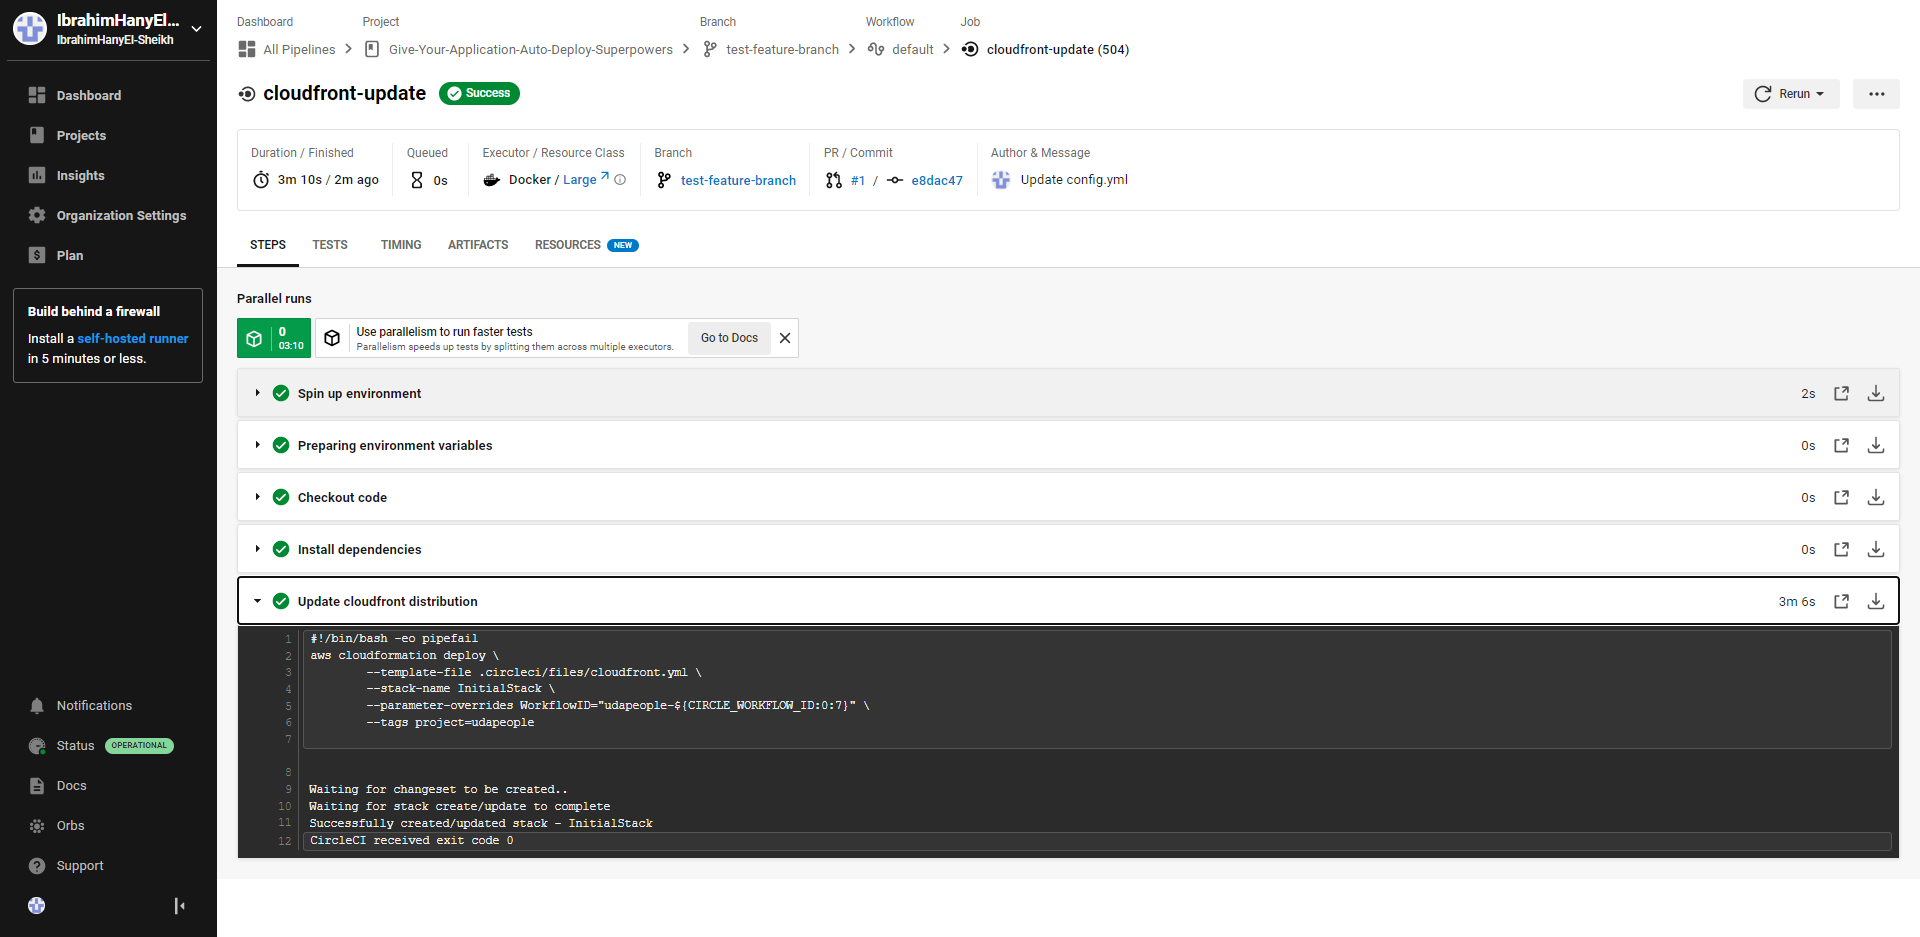 IbrahimHanyEl...
IbrahimHanyEl-Sheikh
Dashboard
Projects
Insights
Organization Settings
Plan
Build behind a firewall
Install a self-hosted runner
in 5 minutes or less.
Notifications
Status OPERATIONAL
Docs
Orbs
Support
Dashboard Project Branch Workflow Job
All Pipelines Give-Your-Application-Auto-Deploy-Superpowers test-feature-branch default cloudfront-update (504)
cloudfront-update Success
Rerun
Duration / Finished Queued Executor / Resource Class Branch PR / Commit Author & Message
3m 10s / 2m ago 0s Docker / Large test-feature-branch #1 / e8dac47 Update config.yml
STEPS TESTS TIMING ARTIFACTS RESOURCES NEW
Parallel runs
0
03:10
Use parallelism to run faster tests
Parallelism speeds up tests by splitting them across multiple executors.
Go to Docs
Spin up environment 2s
Preparing environment variables 0s
Checkout code 0s
Install dependencies 0s
Update cloudfront distribution 3m 6s
1 #!/bin/bash -eo pipefail
2 aws cloudformation deploy \
3 --template-file .circleci/files/cloudfront.yml \
4 --stack-name InitialStack \
5 --parameter-overrides WorkflowID="udapeople-${CIRCLE_WORKFLOW_ID:0:7}" \
6 --tags project=udapeople
7
8
9 Waiting for changeset to be created..
10 Waiting for stack create/update to complete
11 Successfully created/updated stack - InitialStack
12 CircleCI received exit code 0